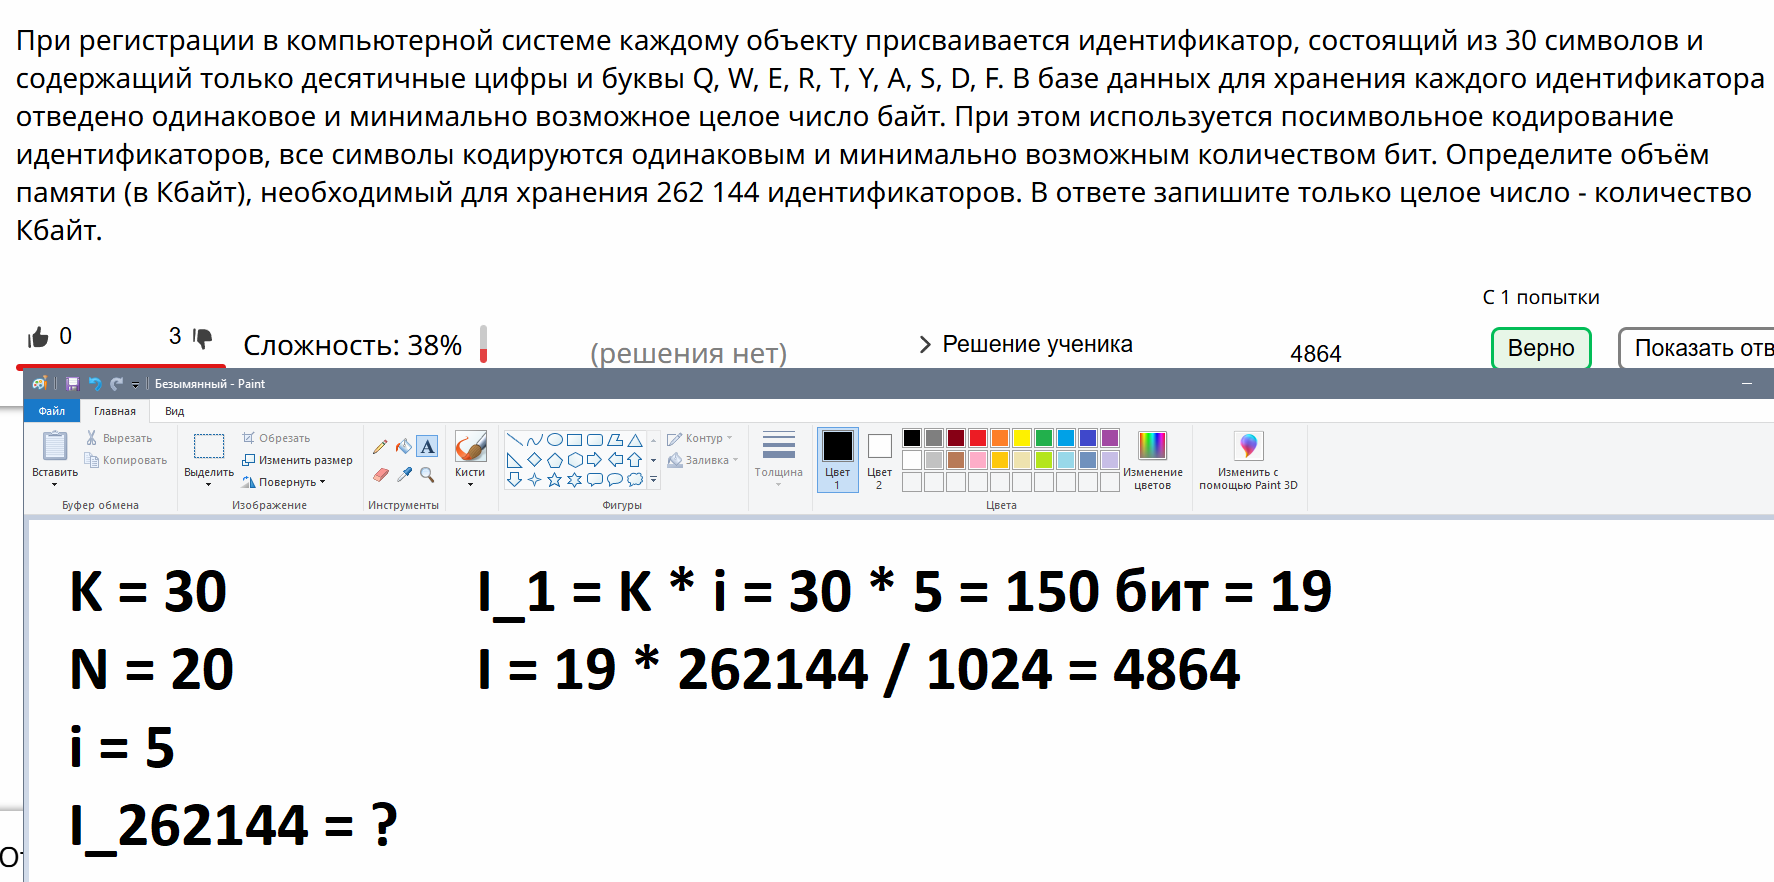 При регистрации в компьютерной системе каждому объекту присваивается идентификатор, состоящий из 30 символов и
содержащий только десятичные цифры и буквы Q, W, E, R, T, Y, A, S, D, F. В базе данных для хранения каждого идентификатора
отведено одинаковое и минимально возможное целое число байт. При этом используется посимвольное кодирование
идентификаторов, все символы кодируются одинаковым и минимально возможным количеством бит. Определите объём
памяти (в Кбайт), необходимый для хранения 262 144 идентификаторов. В ответе запишите только целое число - количество
Кбайт.
С 1 попытки
0 3 Сложность: 38% (решения нет) Решение ученика 4864 Верно Показать отв
Безымянный - Paint
Файл Главная Вид
Вставить Вырезать Копировать
Буфер обмена
Выделить Обрезать Изменить размер Повернуть
Изображение
A
Инструменты
Кисти
Контур Заливка
Фигуры
Толщина
Цвет 1
Цвет 2
Изменение цветов
Цвета
Изменить с помощью Paint 3D
K = 30 I_1 = K * i = 30 * 5 = 150 бит = 19
N = 20 I = 19 * 262144 / 1024 = 4864
i = 5
I_262144 = ?